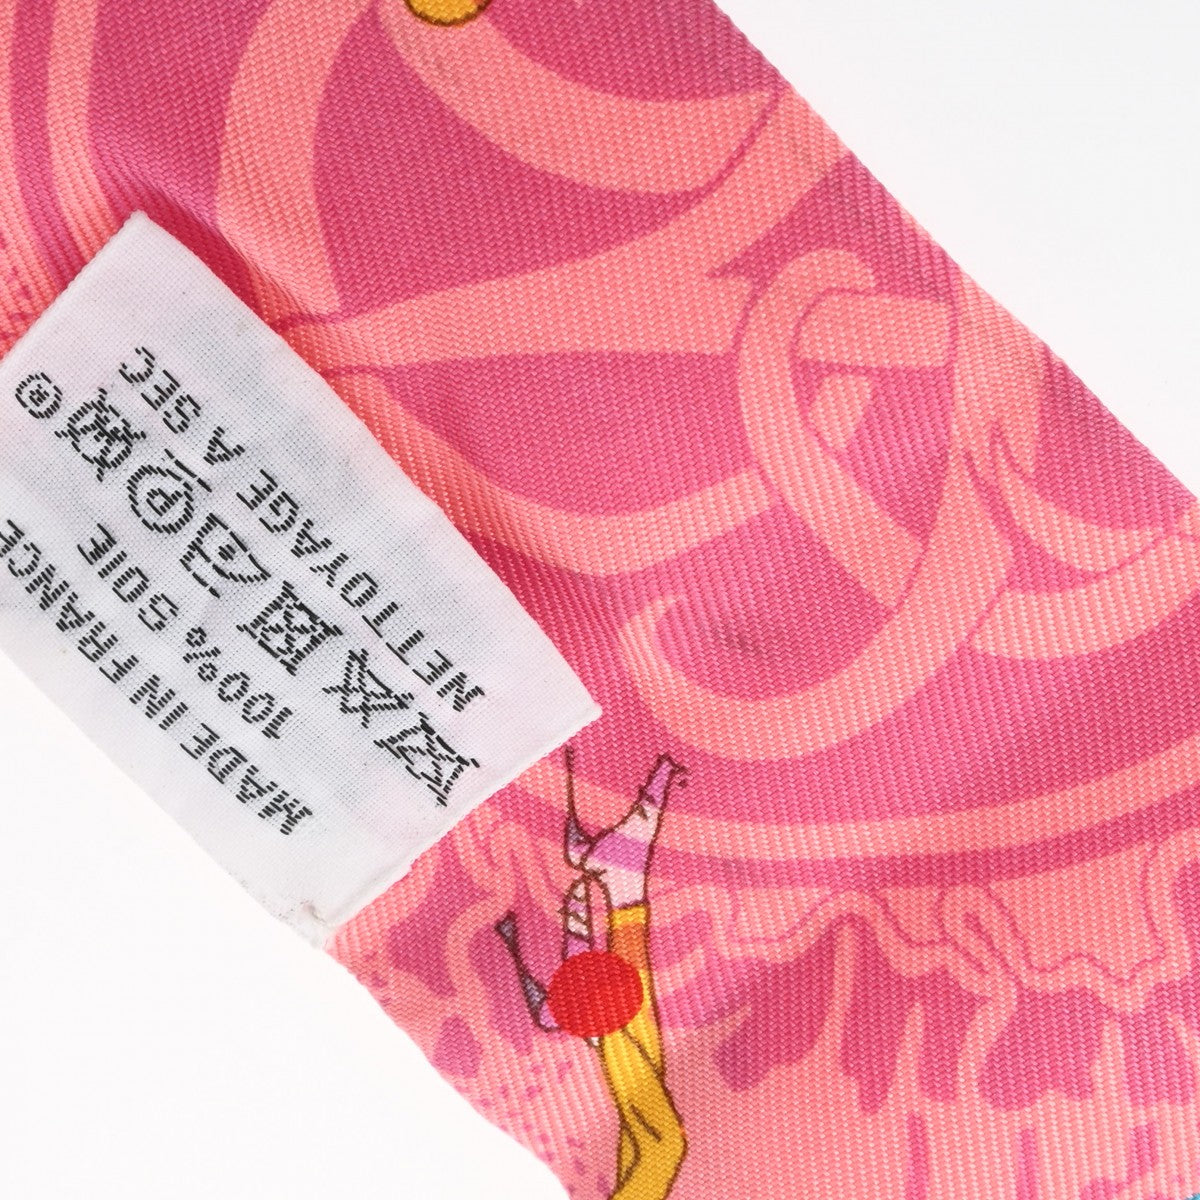 MADE IN FRANCE
100% SOIE
NETTOYAGE A SEC